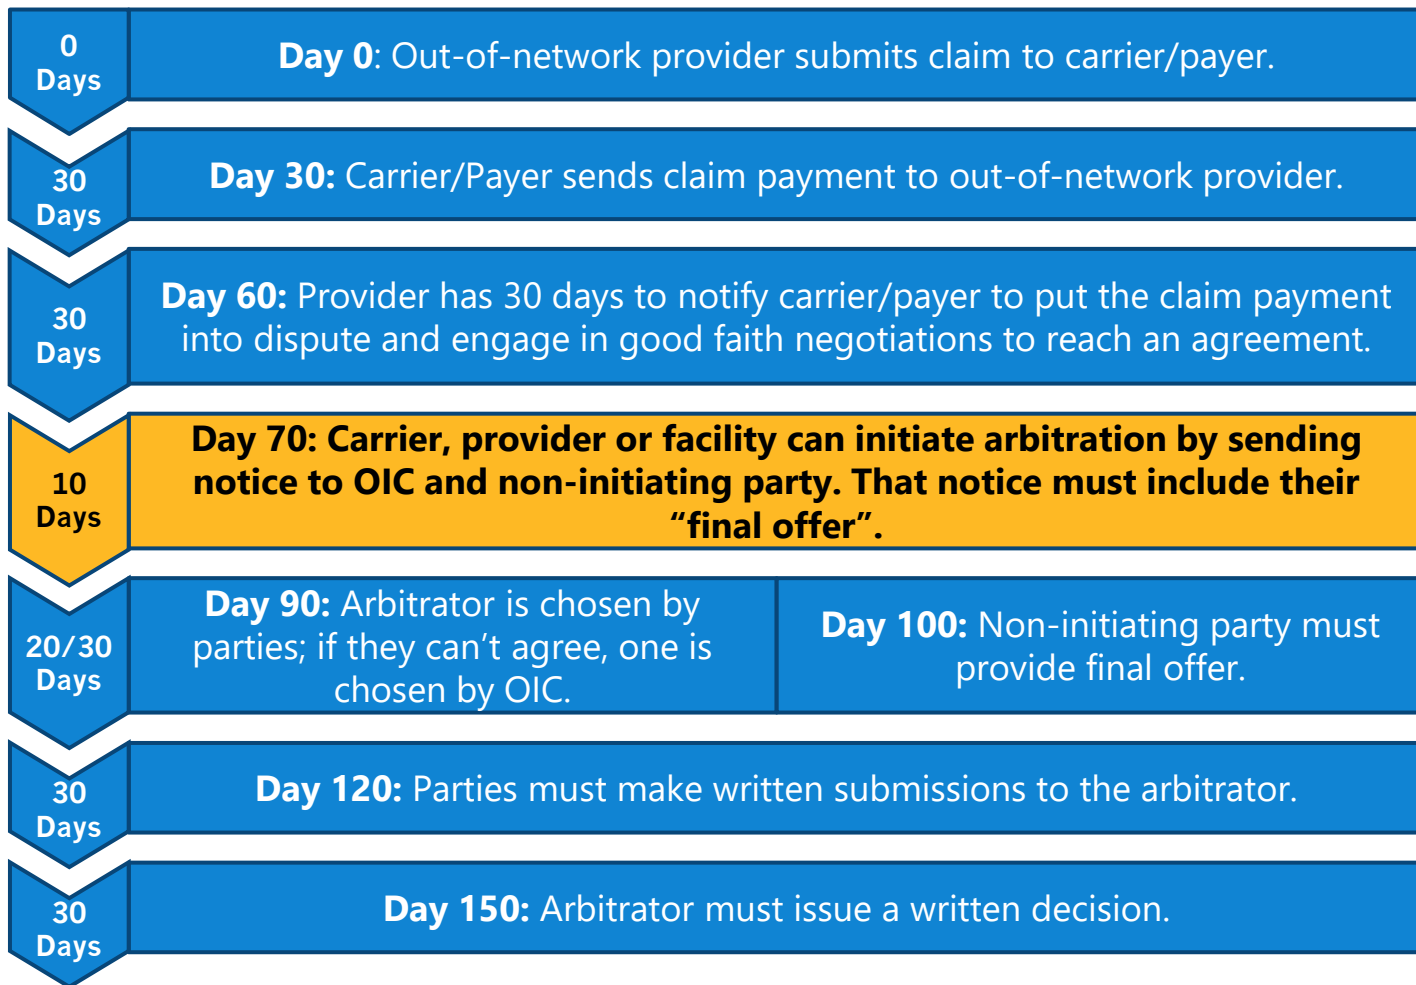 0
Days
Day 0: Out-of-network provider submits claim to carrier/payer.
30
Days
Day 30: Carrier/Payer sends claim payment to out-of-network provider.
30
Days
Day 60: Provider has 30 days to notify carrier/payer to put the claim payment
into dispute and engage in good faith negotiations to reach an agreement.
10
Days
Day 70: Carrier, provider or facility can initiate arbitration by sending
notice to OIC and non-initiating party. That notice must include their
“final offer”.
20/30
Days
Day 90: Arbitrator is chosen by
parties; if they can’t agree, one is
chosen by OIC.
Day 100: Non-initiating party must
provide final offer.
30
Days
Day 120: Parties must make written submissions to the arbitrator.
30
Days
Day 150: Arbitrator must issue a written decision.